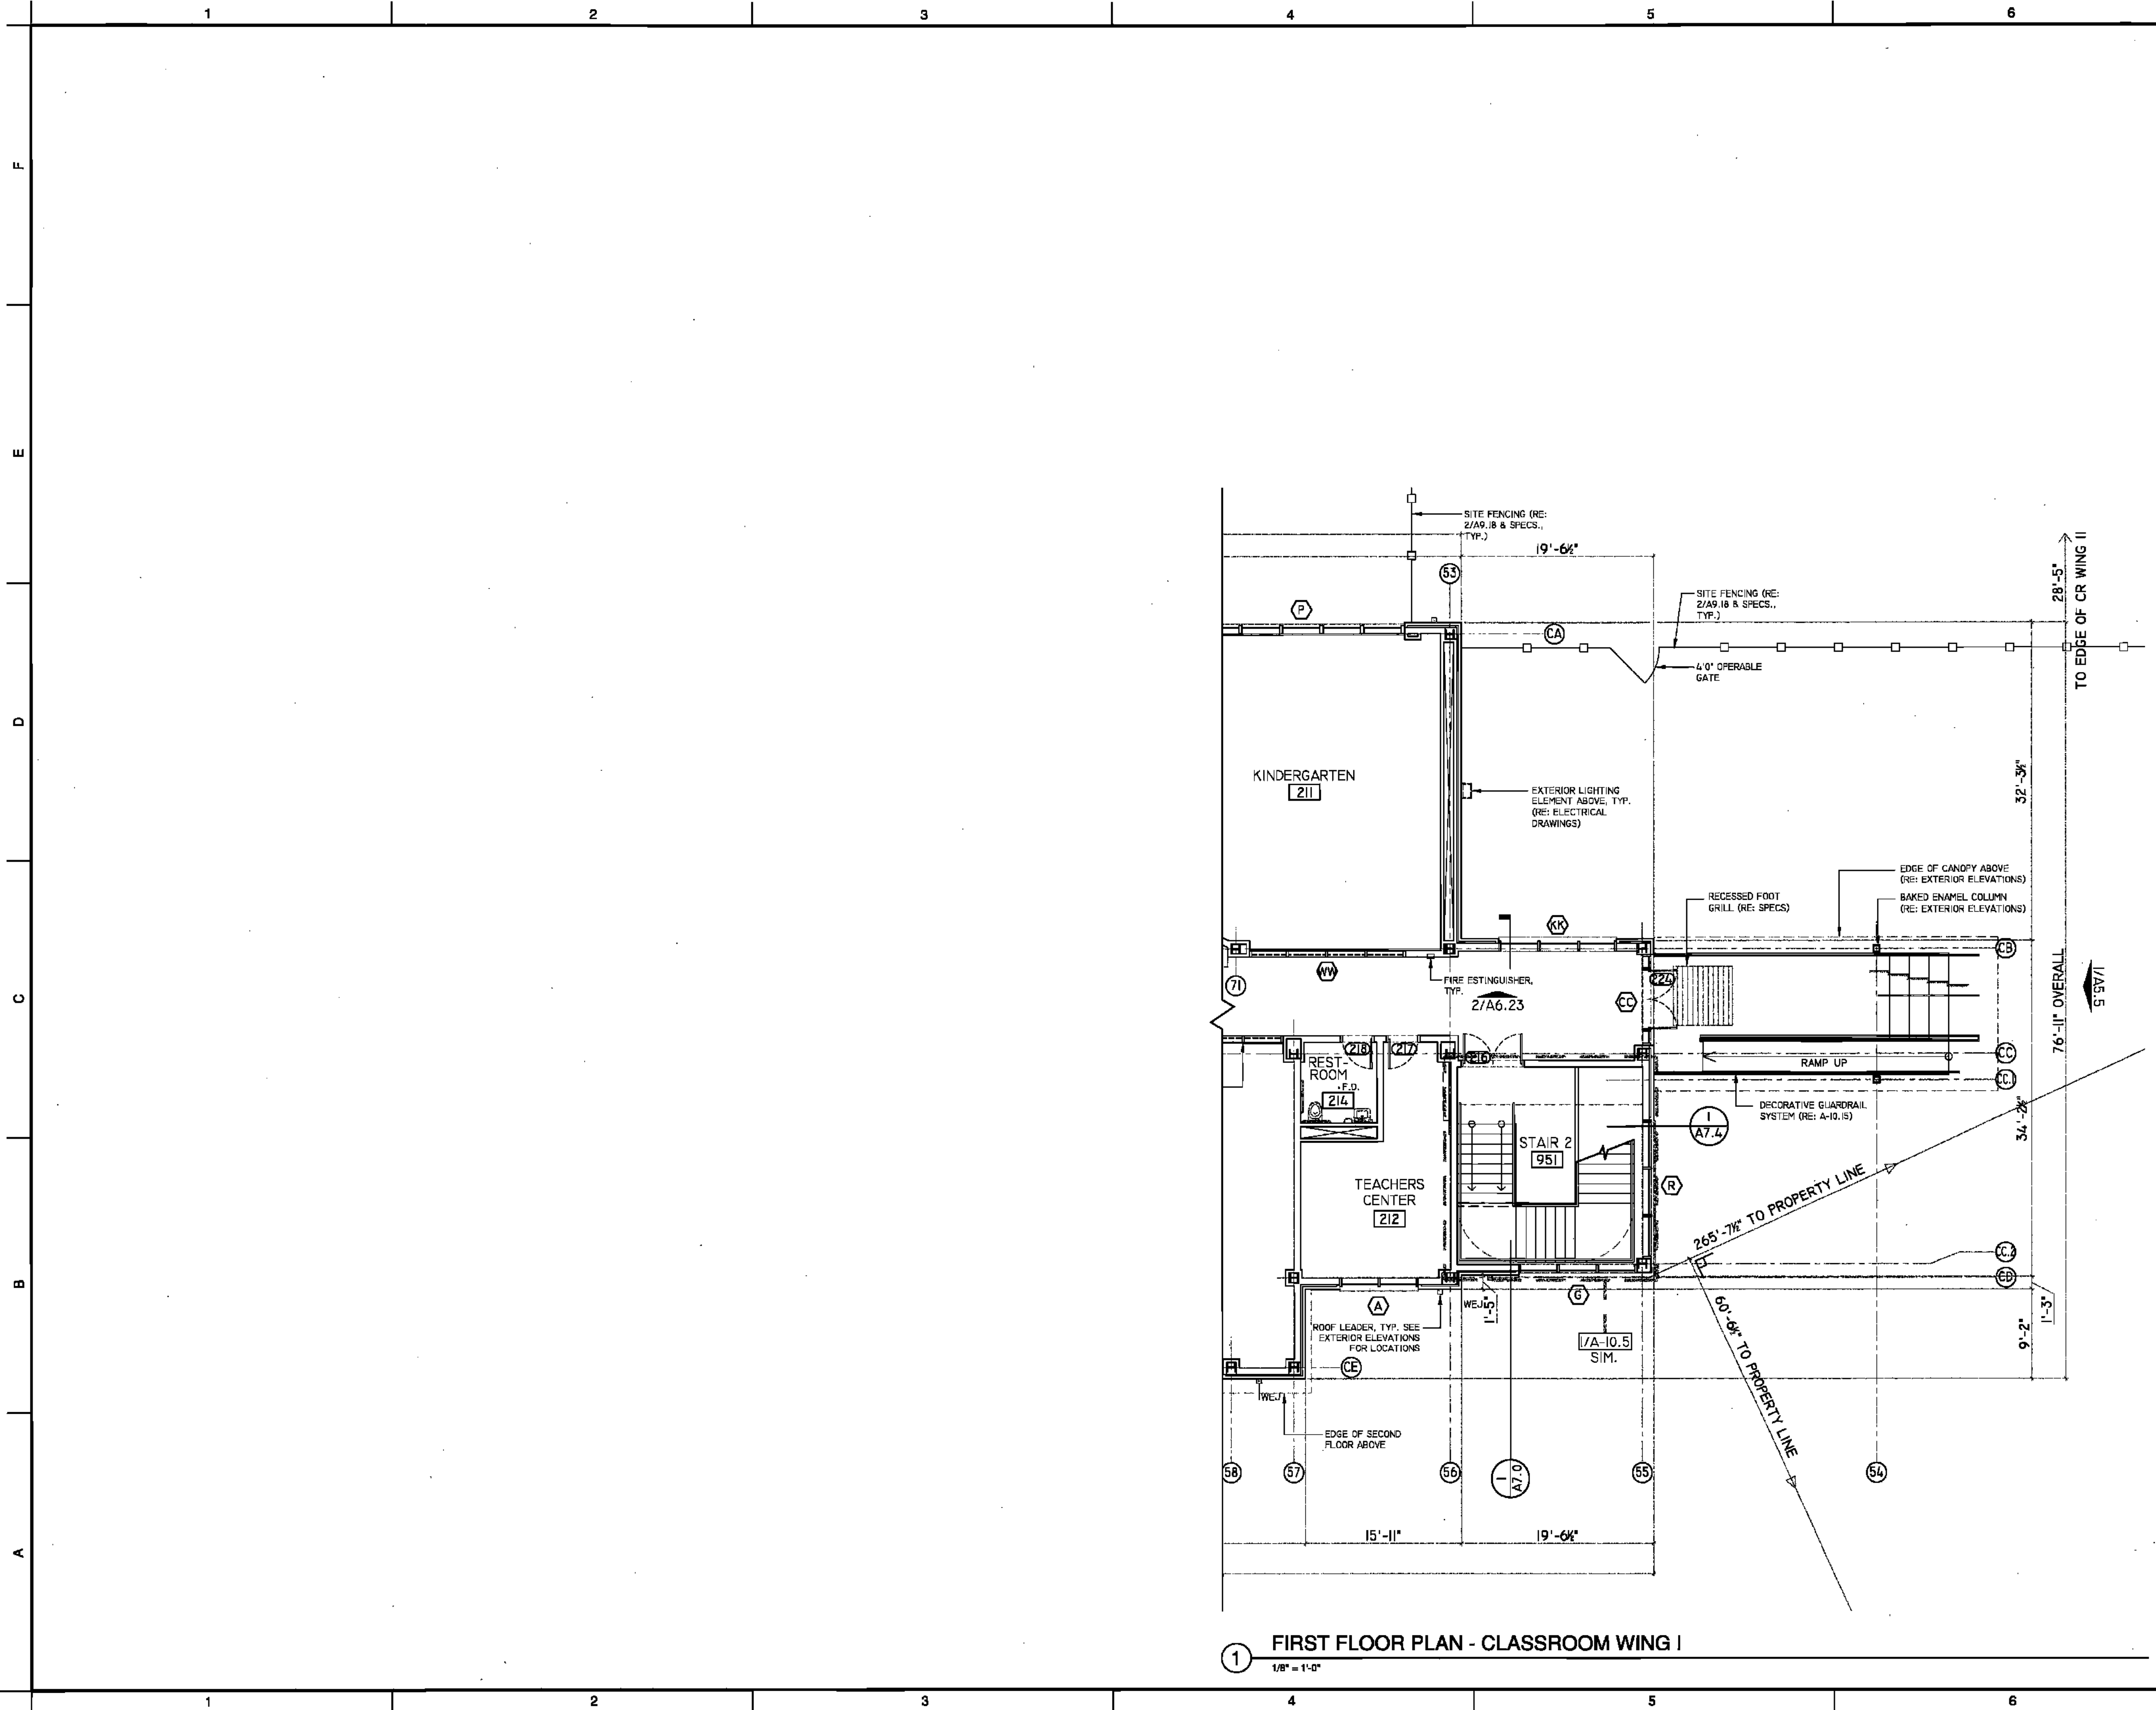 1 2 3 4 5 6
F
E
D
C
B
A
SITE FENCING (RE:
2/A9.18 & SPECS.,
TYP.)
19'-6½"
53
28'-5"
TO EDGE OF CR WING II
SITE FENCING (RE:
2/A9.18 & SPECS.,
TYP.)
P
CA
4'0" OPERABLE
GATE
KINDERGARTEN
211
32'-3½"
EXTERIOR LIGHTING
ELEMENT ABOVE, TYP.
(RE: ELECTRICAL
DRAWINGS)
EDGE OF CANOPY ABOVE
(RE: EXTERIOR ELEVATIONS)
RECESSED FOOT
GRILL (RE: SPECS)
BAKED ENAMEL COLUMN
(RE: EXTERIOR ELEVATIONS)
KK
CB
WW
71
FIRE ESTINGUISHER,
TYP.
2/A6.23
CC
224
76'-11" OVERALL
1/A5.5
218
217
216
REST-
ROOM
F.D.
214
CC
RAMP UP
CC.1
DECORATIVE GUARDRAIL
SYSTEM (RE: A-10.15)
34'-2½"
1
A7.4
STAIR 2
951
TEACHERS
CENTER
212
R
265'-7½" TO PROPERTY LINE
CC.2
CD
A
WEJ
1'-5"
G
1'-3"
9'-2"
ROOF LEADER, TYP. SEE
EXTERIOR ELEVATIONS
FOR LOCATIONS
1/A-10.5
SIM.
60'-6½" TO PROPERTY LINE
CE
WEJ
EDGE OF SECOND
FLOOR ABOVE
58
57
56
1
A7.0
55
54
15'-11"
19'-6½"
1
FIRST FLOOR PLAN - CLASSROOM WING I
1/8" = 1'-0"
1 2 3 4 5 6